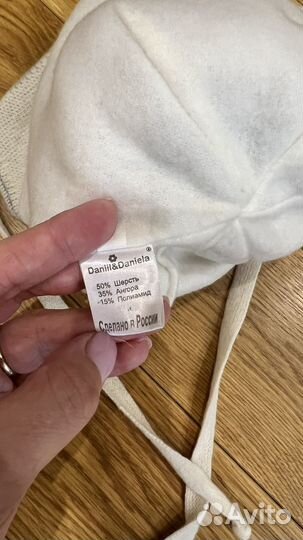 Daniil&Daniela®
50% Шерсть
35% Ангора
15% Полиамид
Сделано в России
Avito